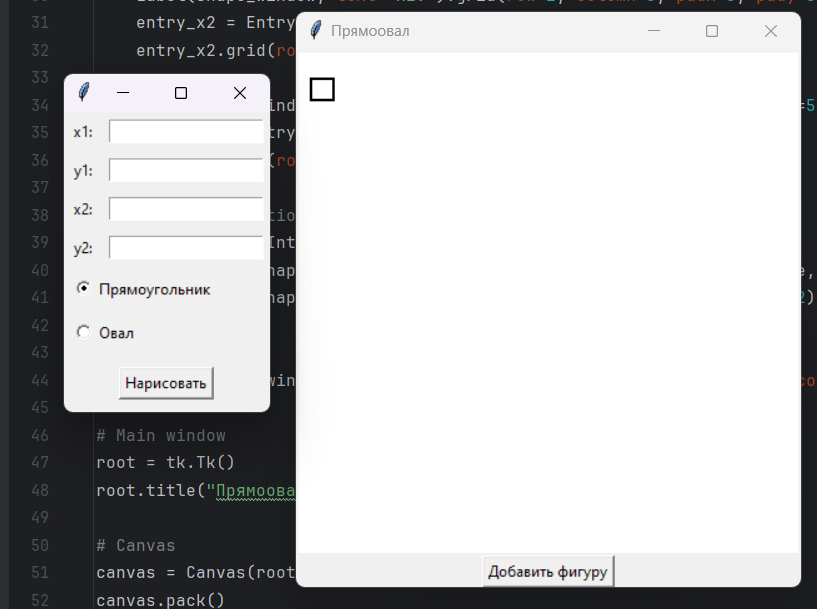 31 entry_x2 = Entry
32 entry_x2.grid(ro
33
34 ind =5
35 try
36 (ro
37
38 tio
39 Int
40 hap e,
41 hap 2)
42
43
44 win co
45
46 # Main window
47 root = tk.Tk()
48 root.title("Прямоова
49
50 # Canvas
51 canvas = Canvas(root
52 canvas.pack()
x1:
y1:
x2:
y2:
Прямоугольник
Овал
Нарисовать
Прямоовал
Добавить фигуру